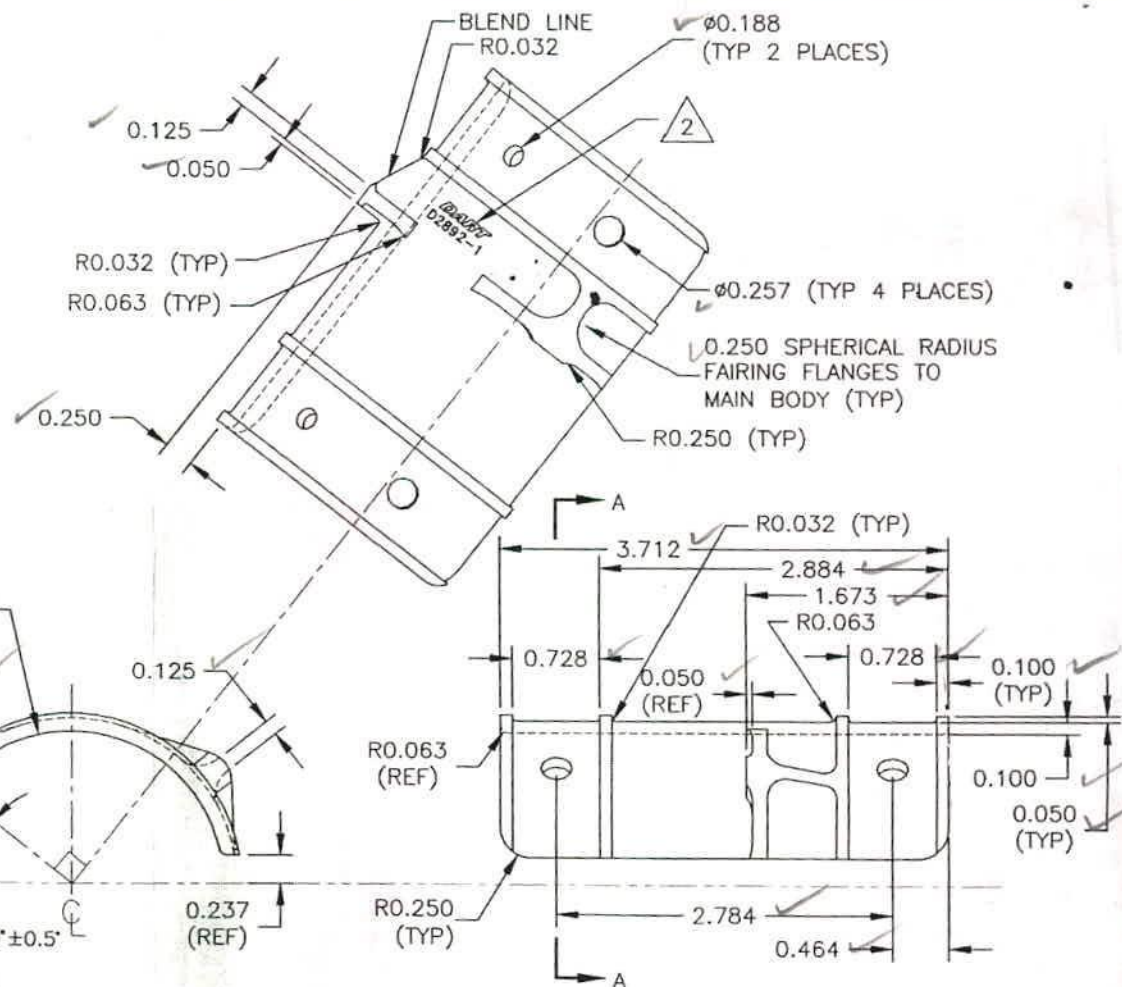 BLEND LINE
R0.032
ø0.188
(TYP 2 PLACES)
2
0.125
0.050
DART
D2892-1
R0.032 (TYP)
R0.063 (TYP)
ø0.257 (TYP 4 PLACES)
0.250 SPHERICAL RADIUS
FAIRING FLANGES TO
MAIN BODY (TYP)
R0.250 (TYP)
0.250
A
R0.032 (TYP)
3.712
2.884
1.673
R0.063
0.125
0.728
0.050
(REF)
0.728
0.100
(TYP)
R0.063
(REF)
0.100
0.050
(TYP)
0.237
(REF)
R0.250
(TYP)
2.784
0.464
℄
°±0.5°
A